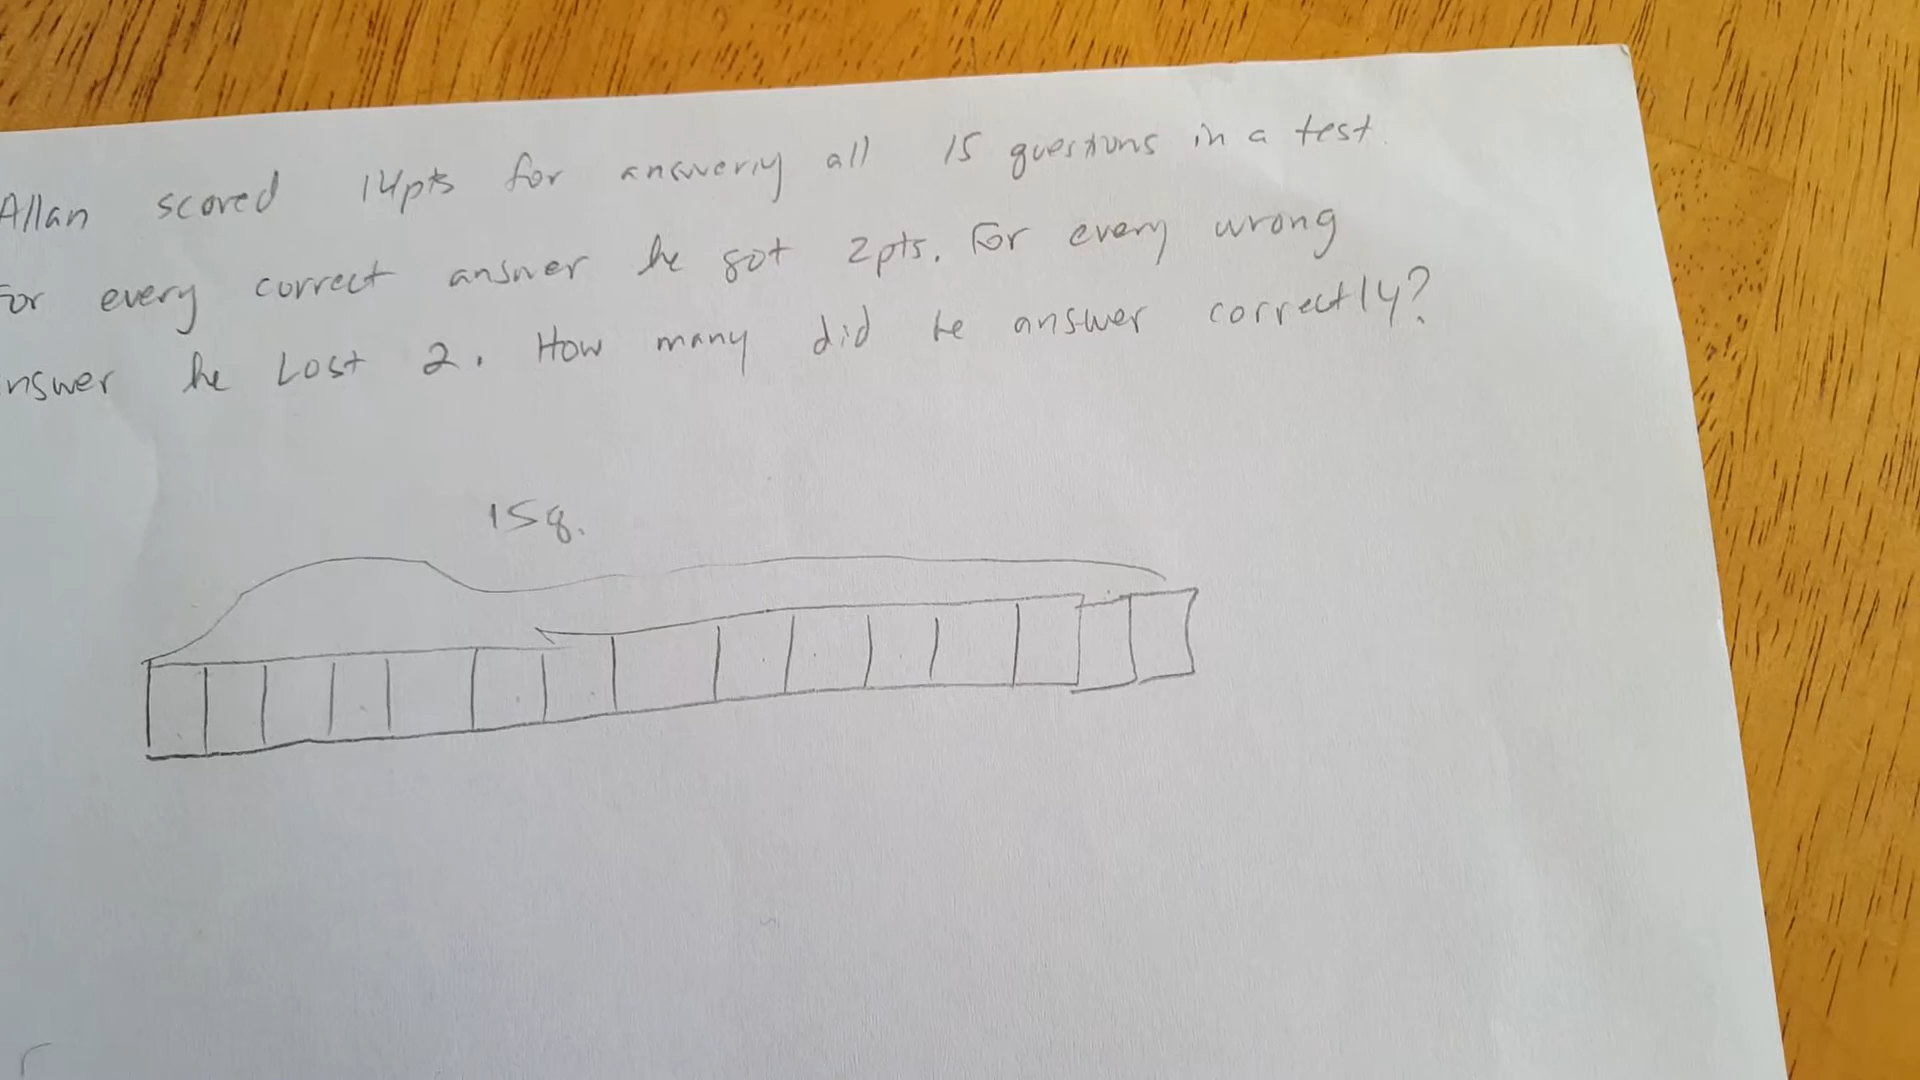 Allan scored 14pts for answeriy all 15 questions in a test.
For every correct answer he got 2pts. For every wrong
nswer he Lost 2. How many did he answer correctly?
15q.